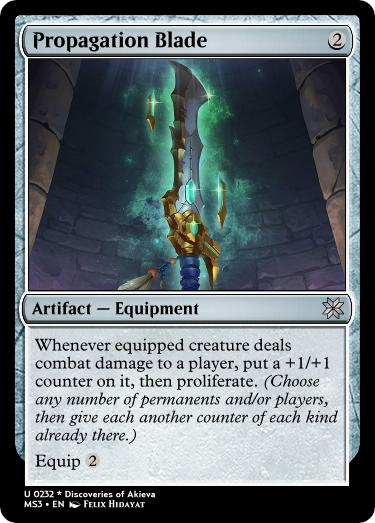 Propagation Blade 2
Artifact — Equipment
Whenever equipped creature deals
combat damage to a player, put a +1/+1
counter on it, then proliferate. (Choose
any number of permanents and/or players,
then give each another counter of each kind
already there.)
Equip 2
U 0232 * Discoveries of Akieva
MS3 • EN Felix Hidayat